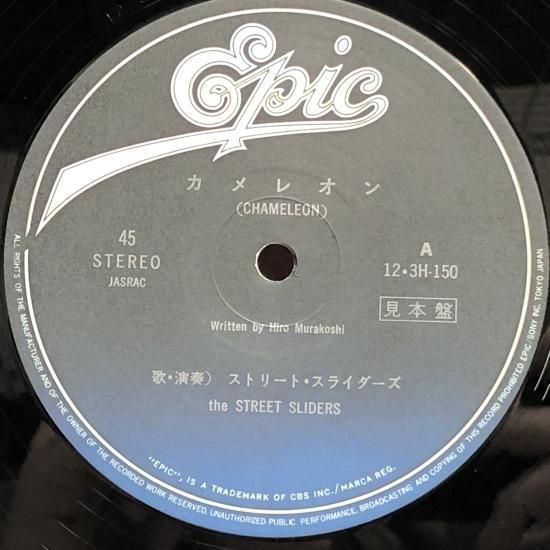 Epic
カメレオン
(CHAMELEON)
45
STEREO
JASRAC
A
12・3H-150
見本盤
Written by Hiro Murakoshi
歌・演奏) ストリート・スライダーズ
the STREET SLIDERS
"EPIC", IS A TRADEMARK OF CBS INC./MARCA REG.
ALL RIGHTS OF THE MANUFACTURER AND OF THE OWNER OF THE RECORDED WORK RESERVED. UNAUTHORIZED PUBLIC PERFORMANCE, BROADCASTING AND COPYING OF THIS RECORD PROHIBITED EPIC/SONY INC. TOKYO JAPAN